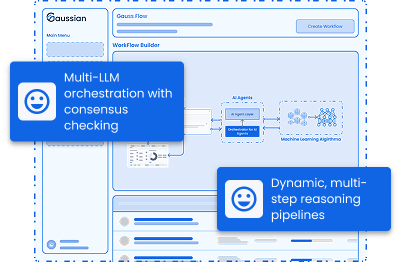 Gaussian
Gauss Flow
Create Workflow
Main Menu
WorkFlow Builder
Multi-LLM
orchestration with
consensus
checking
AI Agents
AI Agent Layer
Orchestrator for AI
Agents
Machine Learning Algirithms
Dynamic, multi-
step reasoning
pipelines